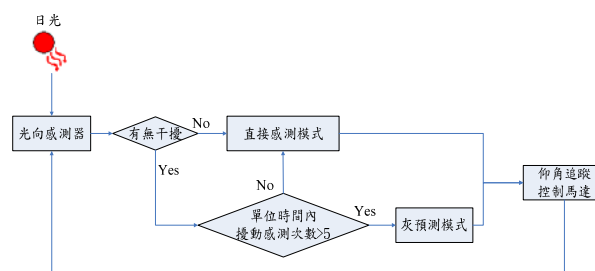 日光
光向感測器
有無干擾
No
直接感測模式
Yes
No
單位時間內
擾動感測次數>5
Yes
灰預測模式
仰角追蹤
控制馬達